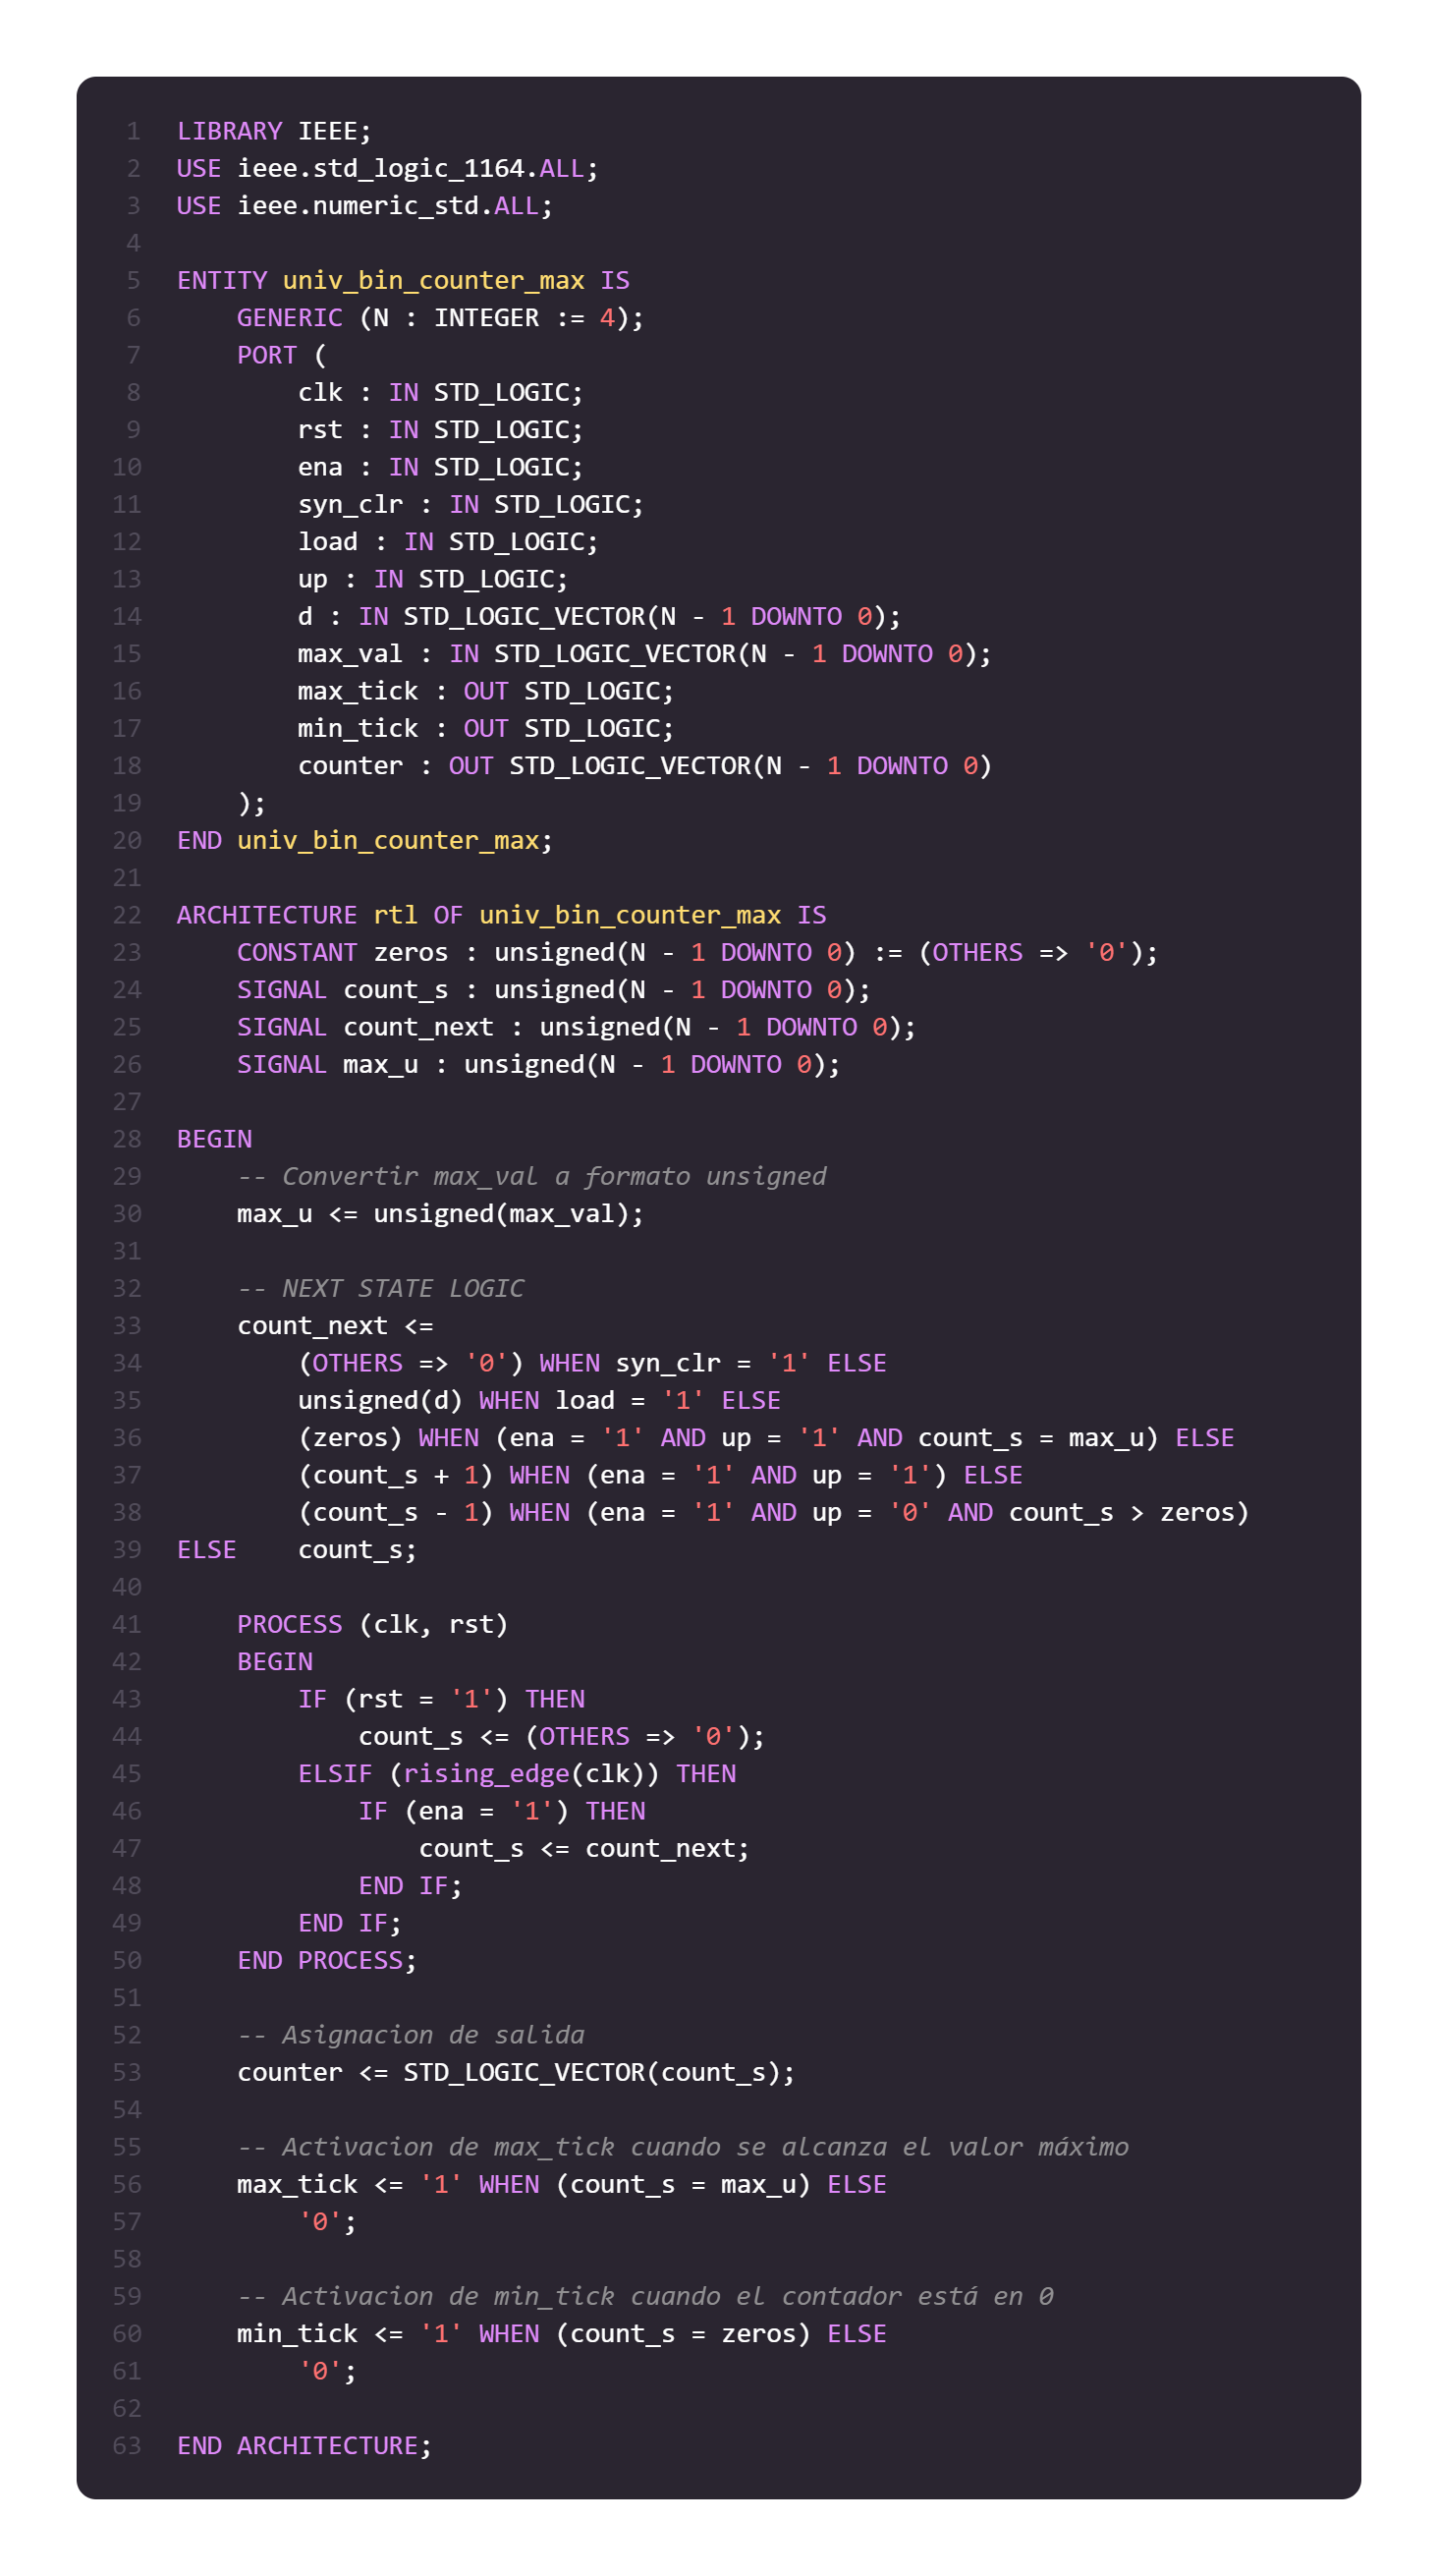 1 LIBRARY IEEE;
2 USE ieee.std_logic_1164.ALL;
3 USE ieee.numeric_std.ALL;
4
5 ENTITY univ_bin_counter_max IS
6     GENERIC (N : INTEGER := 4);
7     PORT (
8         clk : IN STD_LOGIC;
9         rst : IN STD_LOGIC;
10         ena : IN STD_LOGIC;
11         syn_clr : IN STD_LOGIC;
12         load : IN STD_LOGIC;
13         up : IN STD_LOGIC;
14         d : IN STD_LOGIC_VECTOR(N - 1 DOWNTO 0);
15         max_val : IN STD_LOGIC_VECTOR(N - 1 DOWNTO 0);
16         max_tick : OUT STD_LOGIC;
17         min_tick : OUT STD_LOGIC;
18         counter : OUT STD_LOGIC_VECTOR(N - 1 DOWNTO 0)
19     );
20 END univ_bin_counter_max;
21
22 ARCHITECTURE rtl OF univ_bin_counter_max IS
23     CONSTANT zeros : unsigned(N - 1 DOWNTO 0) := (OTHERS => '0');
24     SIGNAL count_s : unsigned(N - 1 DOWNTO 0);
25     SIGNAL count_next : unsigned(N - 1 DOWNTO 0);
26     SIGNAL max_u : unsigned(N - 1 DOWNTO 0);
27
28 BEGIN
29     -- Convertir max_val a formato unsigned
30     max_u <= unsigned(max_val);
31
32     -- NEXT STATE LOGIC
33     count_next <=
34         (OTHERS => '0') WHEN syn_clr = '1' ELSE
35         unsigned(d) WHEN load = '1' ELSE
36         (zeros) WHEN (ena = '1' AND up = '1' AND count_s = max_u) ELSE
37         (count_s + 1) WHEN (ena = '1' AND up = '1') ELSE
38         (count_s - 1) WHEN (ena = '1' AND up = '0' AND count_s > zeros)
39 ELSE    count_s;
40
41     PROCESS (clk, rst)
42     BEGIN
43         IF (rst = '1') THEN
44             count_s <= (OTHERS => '0');
45         ELSIF (rising_edge(clk)) THEN
46             IF (ena = '1') THEN
47                 count_s <= count_next;
48             END IF;
49         END IF;
50     END PROCESS;
51
52     -- Asignacion de salida
53     counter <= STD_LOGIC_VECTOR(count_s);
54
55     -- Activacion de max_tick cuando se alcanza el valor máximo
56     max_tick <= '1' WHEN (count_s = max_u) ELSE
57         '0';
58
59     -- Activacion de min_tick cuando el contador está en 0
60     min_tick <= '1' WHEN (count_s = zeros) ELSE
61         '0';
62
63 END ARCHITECTURE;